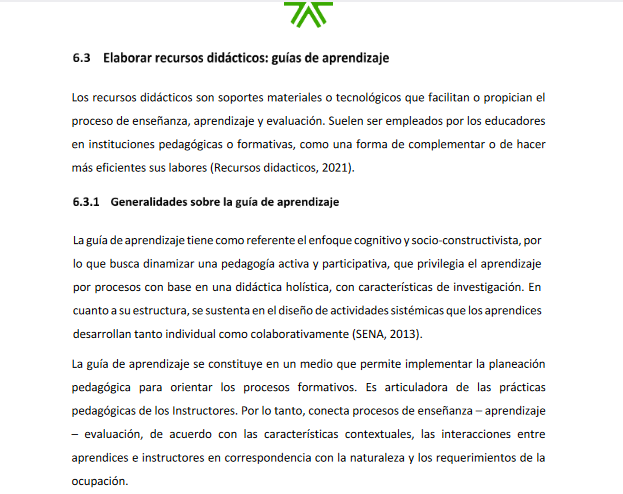 6.3 Elaborar recursos didácticos: guías de aprendizaje
Los recursos didácticos son soportes materiales o tecnológicos que facilitan o propician el
proceso de enseñanza, aprendizaje y evaluación. Suelen ser empleados por los educadores
en instituciones pedagógicas o formativas, como una forma de complementar o de hacer
más eficientes sus labores (Recursos didacticos, 2021).
6.3.1 Generalidades sobre la guía de aprendizaje
La guía de aprendizaje tiene como referente el enfoque cognitivo y socio-constructivista, por
lo que busca dinamizar una pedagogía activa y participativa, que privilegia el aprendizaje
por procesos con base en una didáctica holística, con características de investigación. En
cuanto a su estructura, se sustenta en el diseño de actividades sistémicas que los aprendices
desarrollan tanto individual como colaborativamente (SENA, 2013).
La guía de aprendizaje se constituye en un medio que permite implementar la planeación
pedagógica para orientar los procesos formativos. Es articuladora de las prácticas
pedagógicas de los Instructores. Por lo tanto, conecta procesos de enseñanza – aprendizaje
– evaluación, de acuerdo con las características contextuales, las interacciones entre
aprendices e instructores en correspondencia con la naturaleza y los requerimientos de la
ocupación.